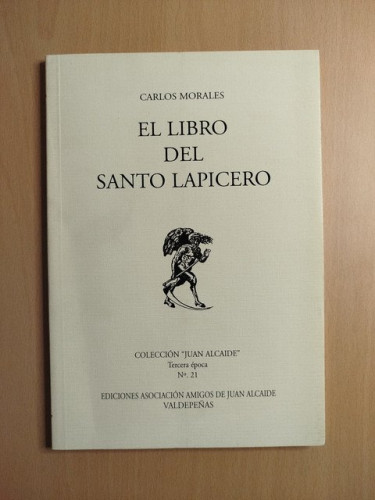 CARLOS MORALES
EL LIBRO
DEL
SANTO LAPICERO
COLECCIÓN "JUAN ALCAIDE"
Tercera época
Nº. 21
EDICIONES ASOCIACIÓN AMIGOS DE JUAN ALCAIDE
VALDEPEÑAS